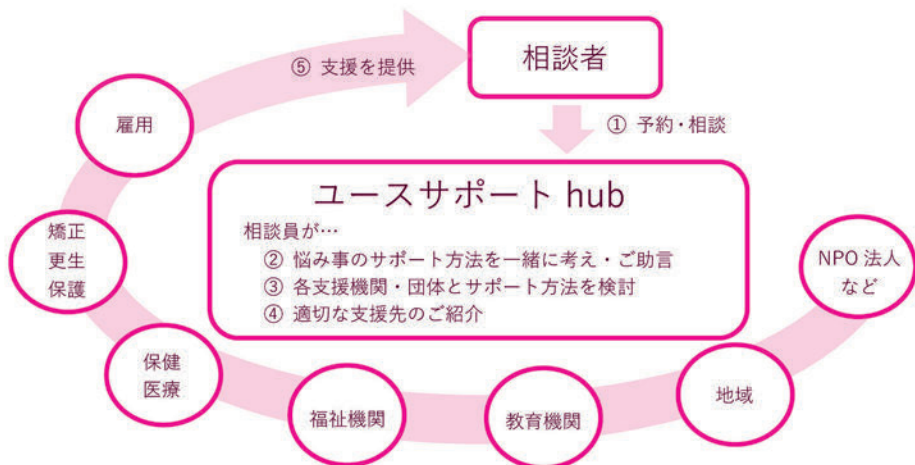 相談者
⑤ 支援を提供
① 予約・相談
雇用
ユースサポート hub
相談員が…
② 悩み事のサポート方法を一緒に考え・ご助言
③ 各支援機関・団体とサポート方法を検討
④ 適切な支援先のご紹介
矯正
更生
保護
NPO 法人
など
保健
医療
福祉機関
教育機関
地域